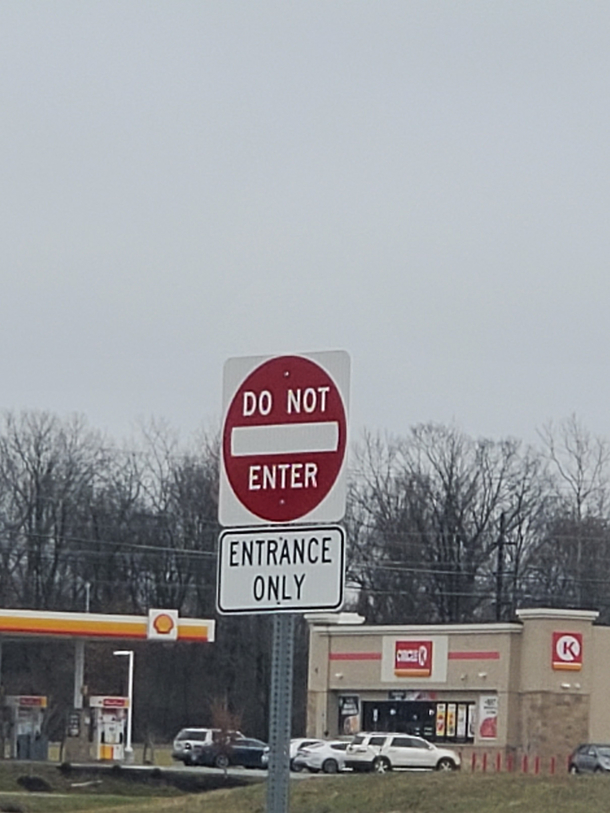 DO NOT
ENTER
ENTRANCE
ONLY
CIRCLE K
K